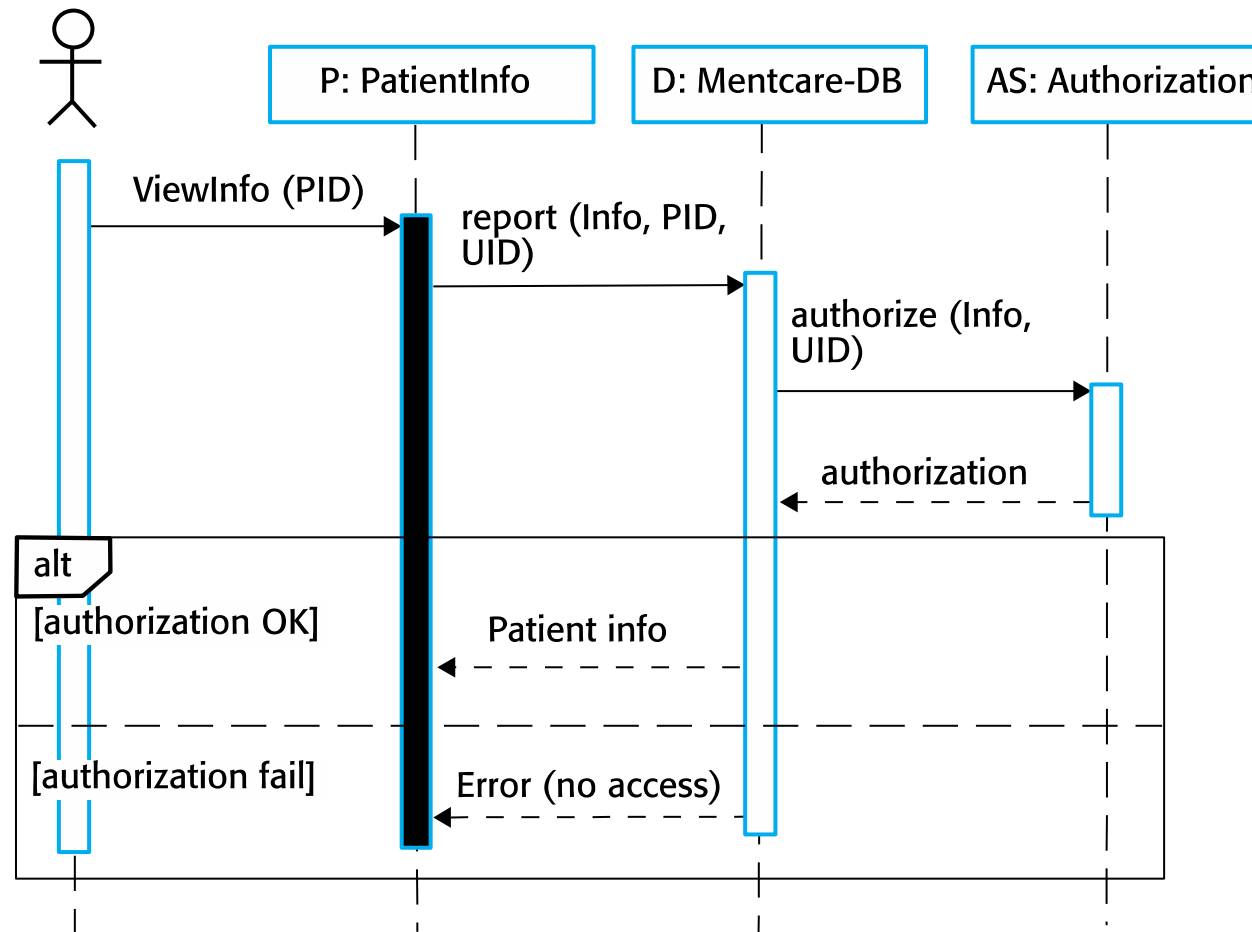 P: PatientInfo
D: Mentcare-DB
AS: Authorization
ViewInfo (PID)
report (Info, PID,
UID)
authorize (Info,
UID)
authorization
alt
[authorization OK]
Patient info
[authorization fail]
Error (no access)